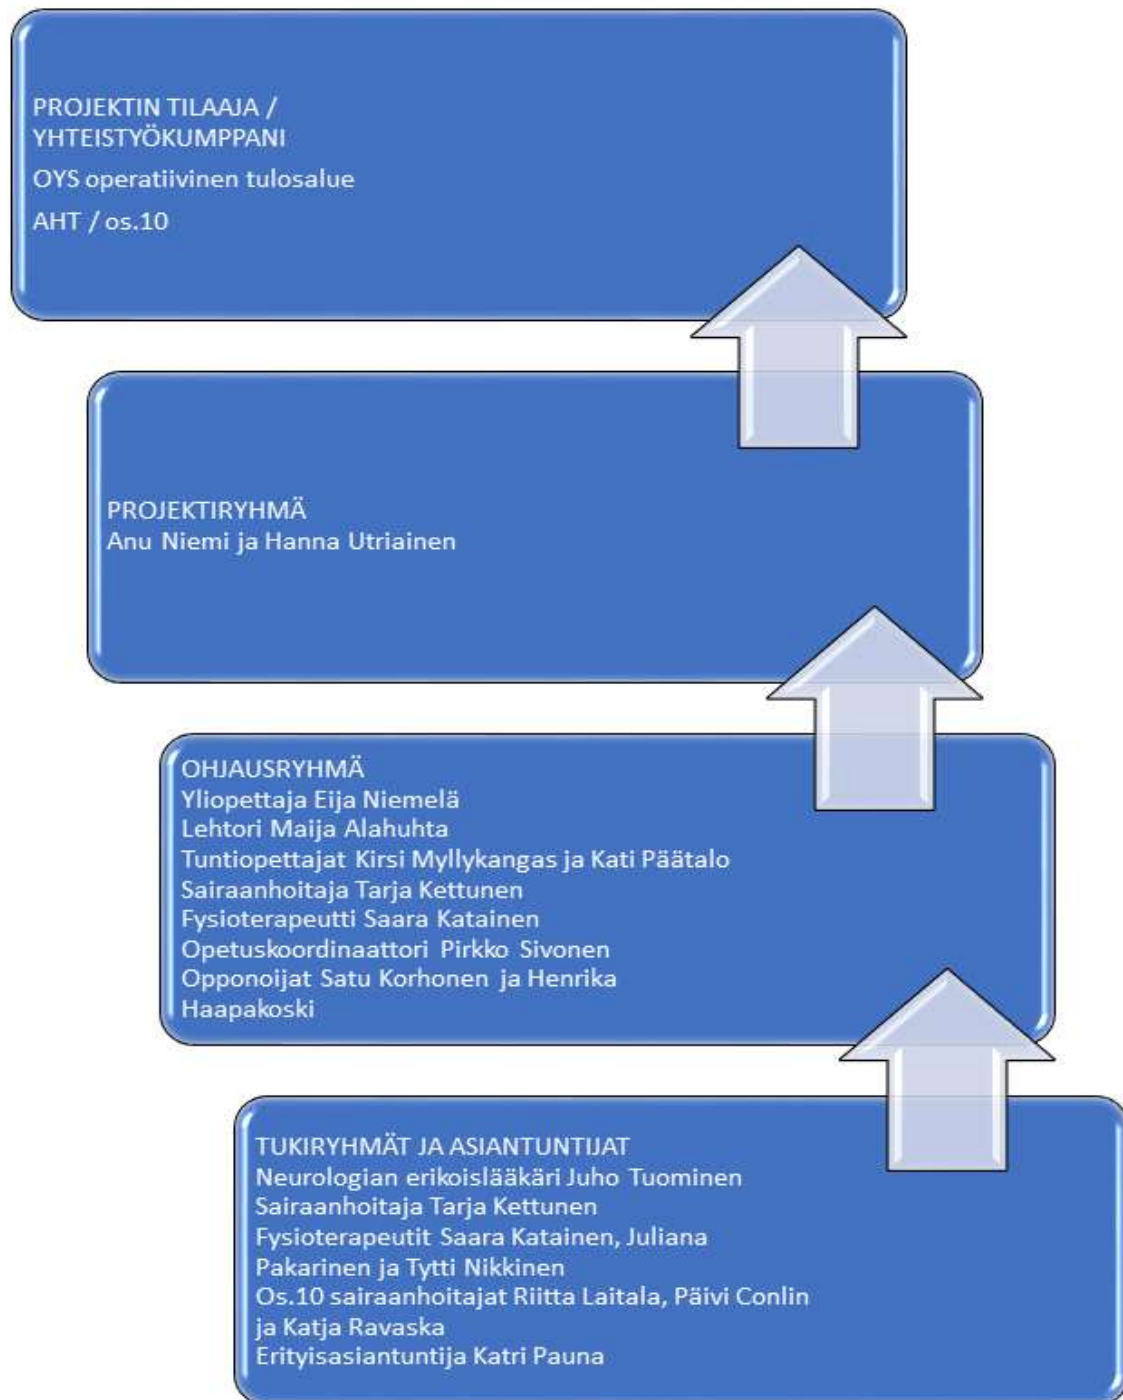 PROJEKTIN TILAAJA /
YHTEISTYÖKUMPPANI
OYS operatiivinen tulosalue
AHT / os.10
PROJEKTIRYHMÄ
Anu Niemi ja Hanna Utriainen
OHJAUSRYHMÄ
Yliopettaja Eija Niemelä
Lehtori Maija Alahuhta
Tuntiopettajat Kirsi Myllykangas ja Kati Päätalo
Sairaanhoitaja Tarja Kettunen
Fysioterapeutti Saara Katainen
Opetuskoordinaattori Pirkko Sivonen
Opponoijat Satu Korhonen ja Henrika
Haapakoski
TUKIRYHMÄT JA ASIANTUNTIJAT
Neurologian erikoislääkäri Juho Tuominen
Sairaanhoitaja Tarja Kettunen
Fysioterapeutit Saara Katainen, Juliana
Pakarinen ja Tytti Nikkinen
Os.10 sairaanhoitajat Riitta Laitala, Päivi Conlin
ja Katja Ravaska
Erityisasiantuntija Katri Pauna